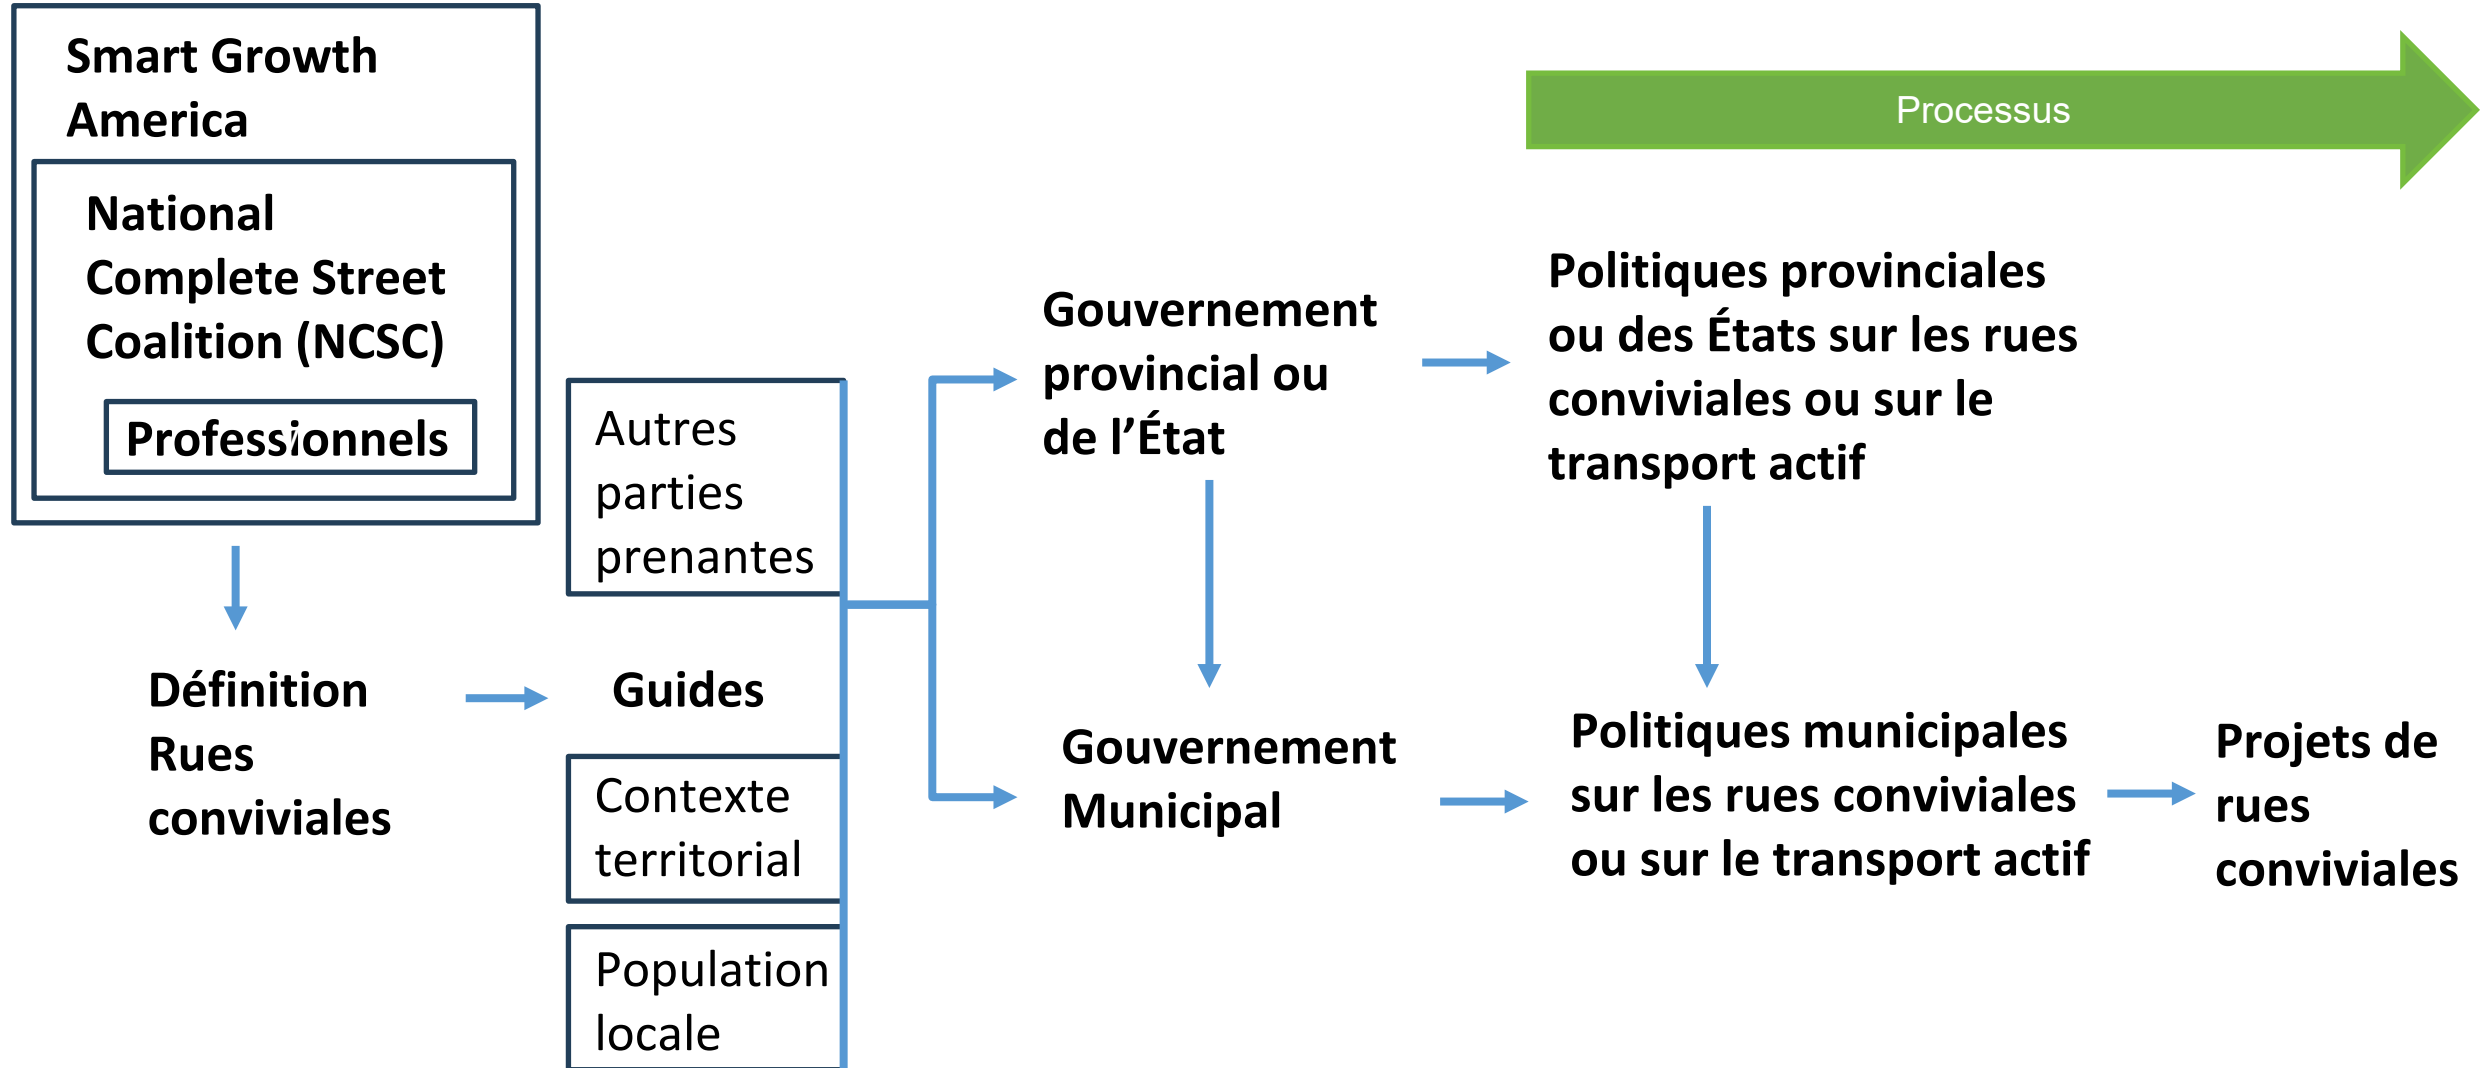 Smart Growth
America
National
Complete Street
Coalition (NCSC)
Professionnels
Définition
Rues
conviviales
Autres
parties
prenantes
Guides
Contexte
territorial
Population
locale
Gouvernement
provincial ou
de l’État
Gouvernement
Municipal
Processus
Politiques provinciales
ou des États sur les rues
conviviales ou sur le
transport actif
Politiques municipales
sur les rues conviviales
ou sur le transport actif
Projets de
rues
conviviales